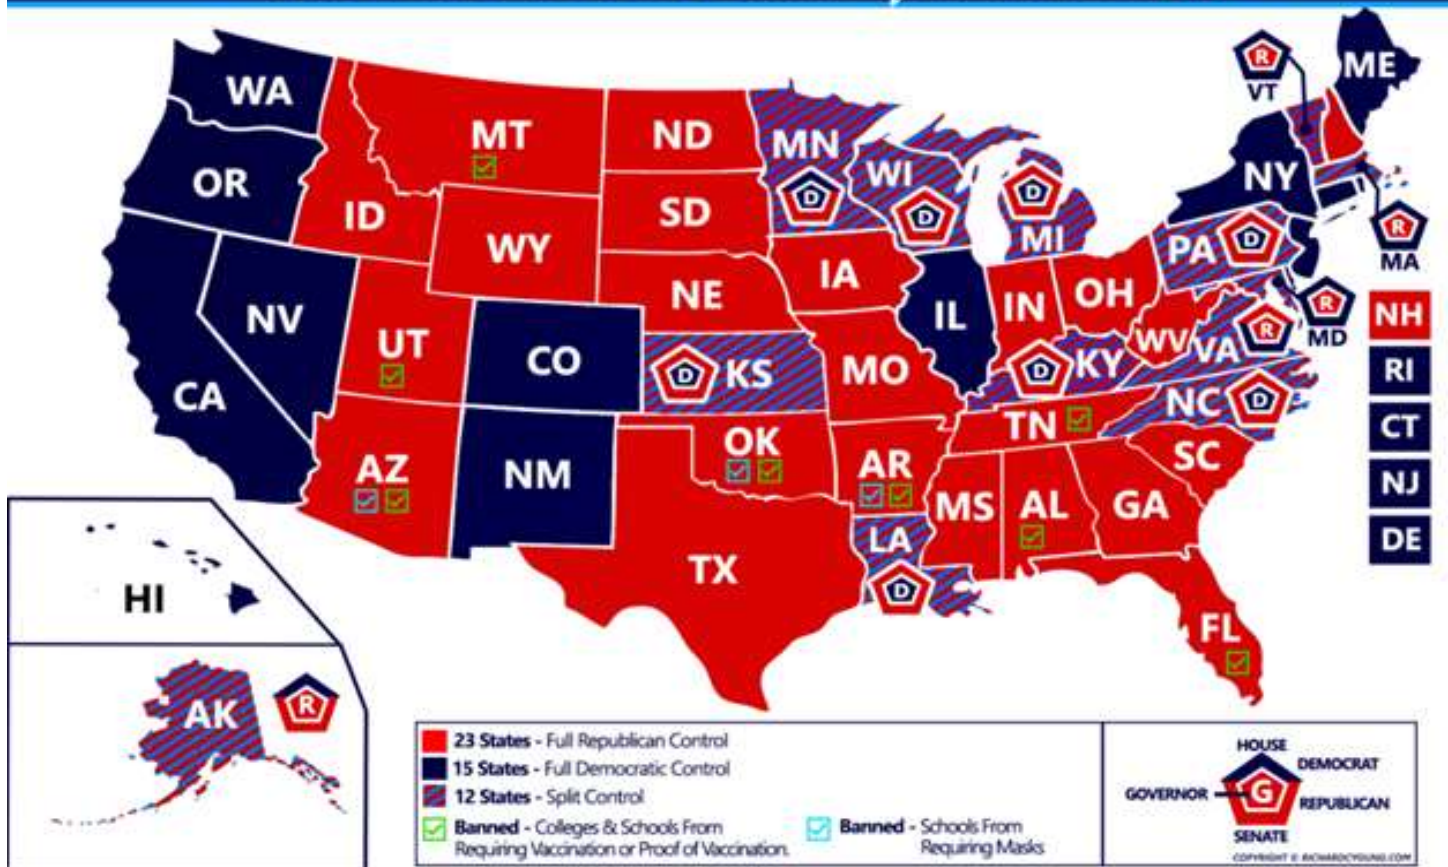 WA
MT
ND
MN
WI
MI
R
VT
ME
OR
ID
SD
D
D
D
NY
R
MA
WY
IA
PA
D
NV
NE
IL
IN
OH
WV
VA
R
R
MD
NH
UT
CO
D
KS
MO
D
KY
RI
CA
NC
D
CT
AZ
NM
OK
AR
TN
SC
NJ
MS
AL
GA
DE
LA
D
TX
HI
FL
AK
R
23 States - Full Republican Control
15 States - Full Democratic Control
12 States - Split Control
Banned - Colleges & Schools From
Requiring Vaccination or Proof of Vaccination.
Banned - Schools From
Requiring Masks
HOUSE
DEMOCRAT
GOVERNOR
G
REPUBLICAN
SENATE
COPYRIGHT © RICHARDCYOUNG.COM